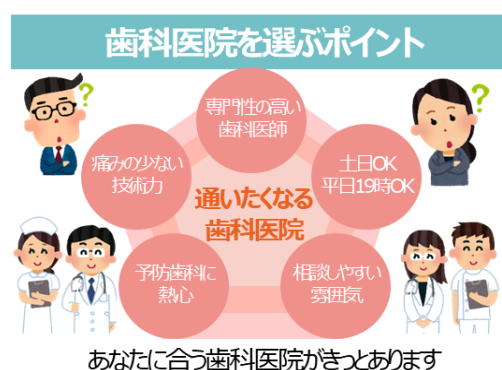 歯科医院を選ぶポイント
?
?
専門性の高い
歯科医師
痛みの少ない
技術力
土日OK
平日19時OK
通いたくなる
歯科医院
予防歯科に
熱心
相談しやすい
雰囲気
あなたに合う歯科医院がきっとあります